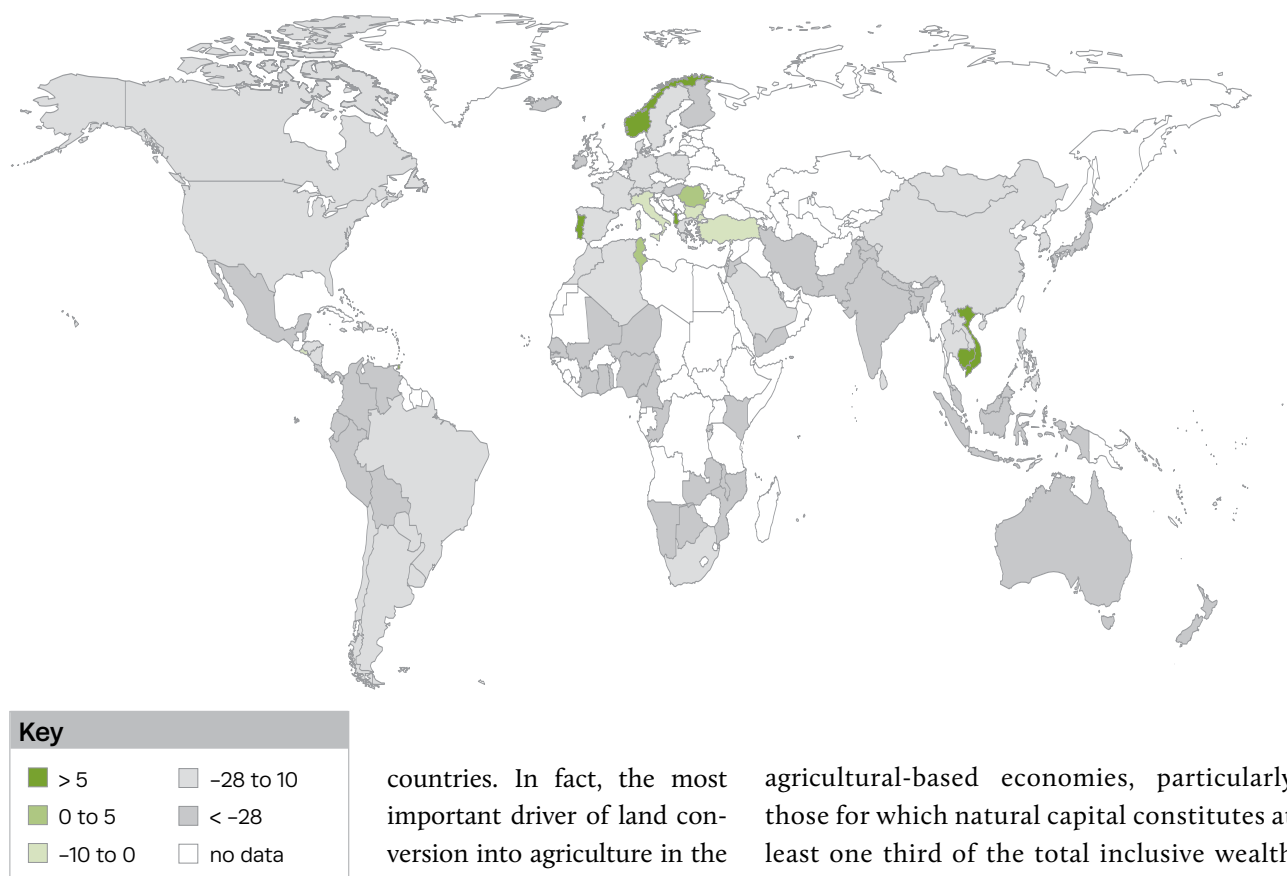 Key
> 5
0 to 5
–10 to 0
–28 to 10
< –28
no data
countries. In fact, the most
important driver of land con-
version into agriculture in the
agricultural-based economies, particularly
those for which natural capital constitutes at
least one third of the total inclusive wealth